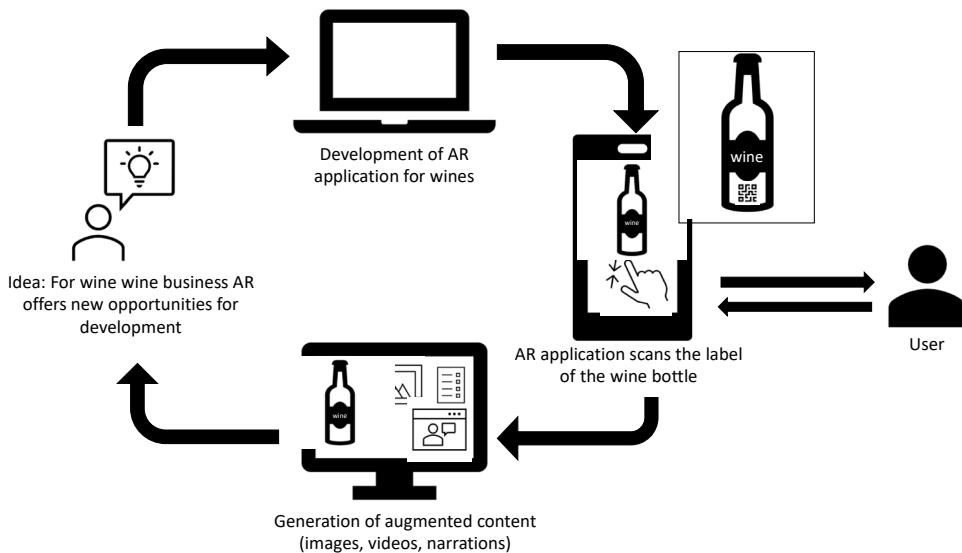 Development of AR
application for wines
wine
wine
Idea: For wine wine business AR
offers new opportunities for
development
AR application scans the label
of the wine bottle
User
wine
Generation of augmented content
(images, videos, narrations)